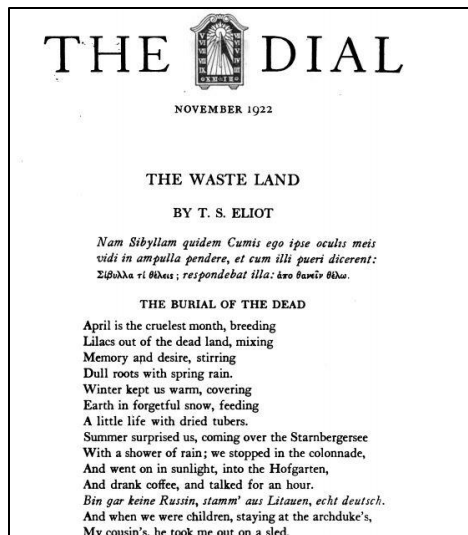 THE DIAL
NOVEMBER 1922
THE WASTE LAND
BY T. S. ELIOT
Nam Sibyllam quidem Cumis ego ipse oculis meis
vidi in ampulla pendere, et cum illi pueri dicerent:
Σίβυλλα τί θέλεις; respondebat illa: ἀπο θανεῖν θέλω.
THE BURIAL OF THE DEAD
April is the cruelest month, breeding
Lilacs out of the dead land, mixing
Memory and desire, stirring
Dull roots with spring rain.
Winter kept us warm, covering
Earth in forgetful snow, feeding
A little life with dried tubers.
Summer surprised us, coming over the Starnbergersee
With a shower of rain; we stopped in the colonnade,
And went on in sunlight, into the Hofgarten,
And drank coffee, and talked for an hour.
Bin gar keine Russin, stamm' aus Litauen, echt deutsch.
And when we were children, staying at the archduke's,
My cousin's, he took me out on a sled,